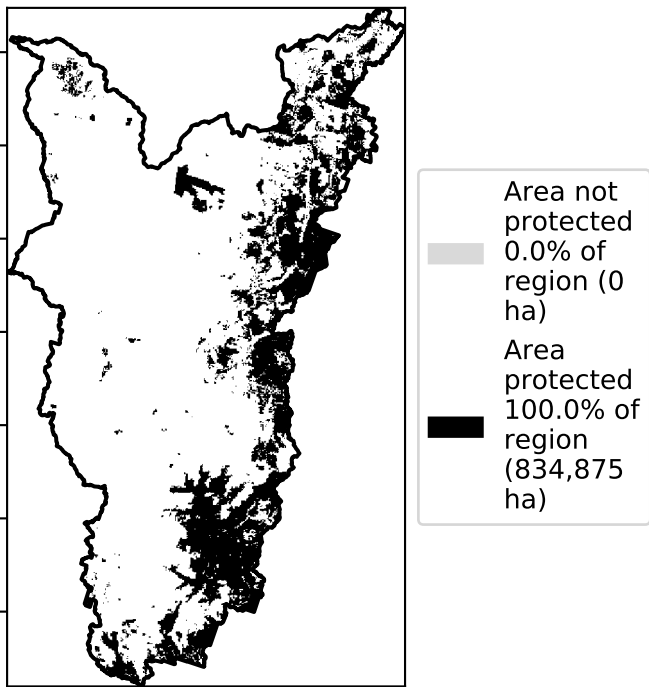 Area not
protected
0.0% of
region (0
ha)
Area
protected
100.0% of
region
(834,875
ha)